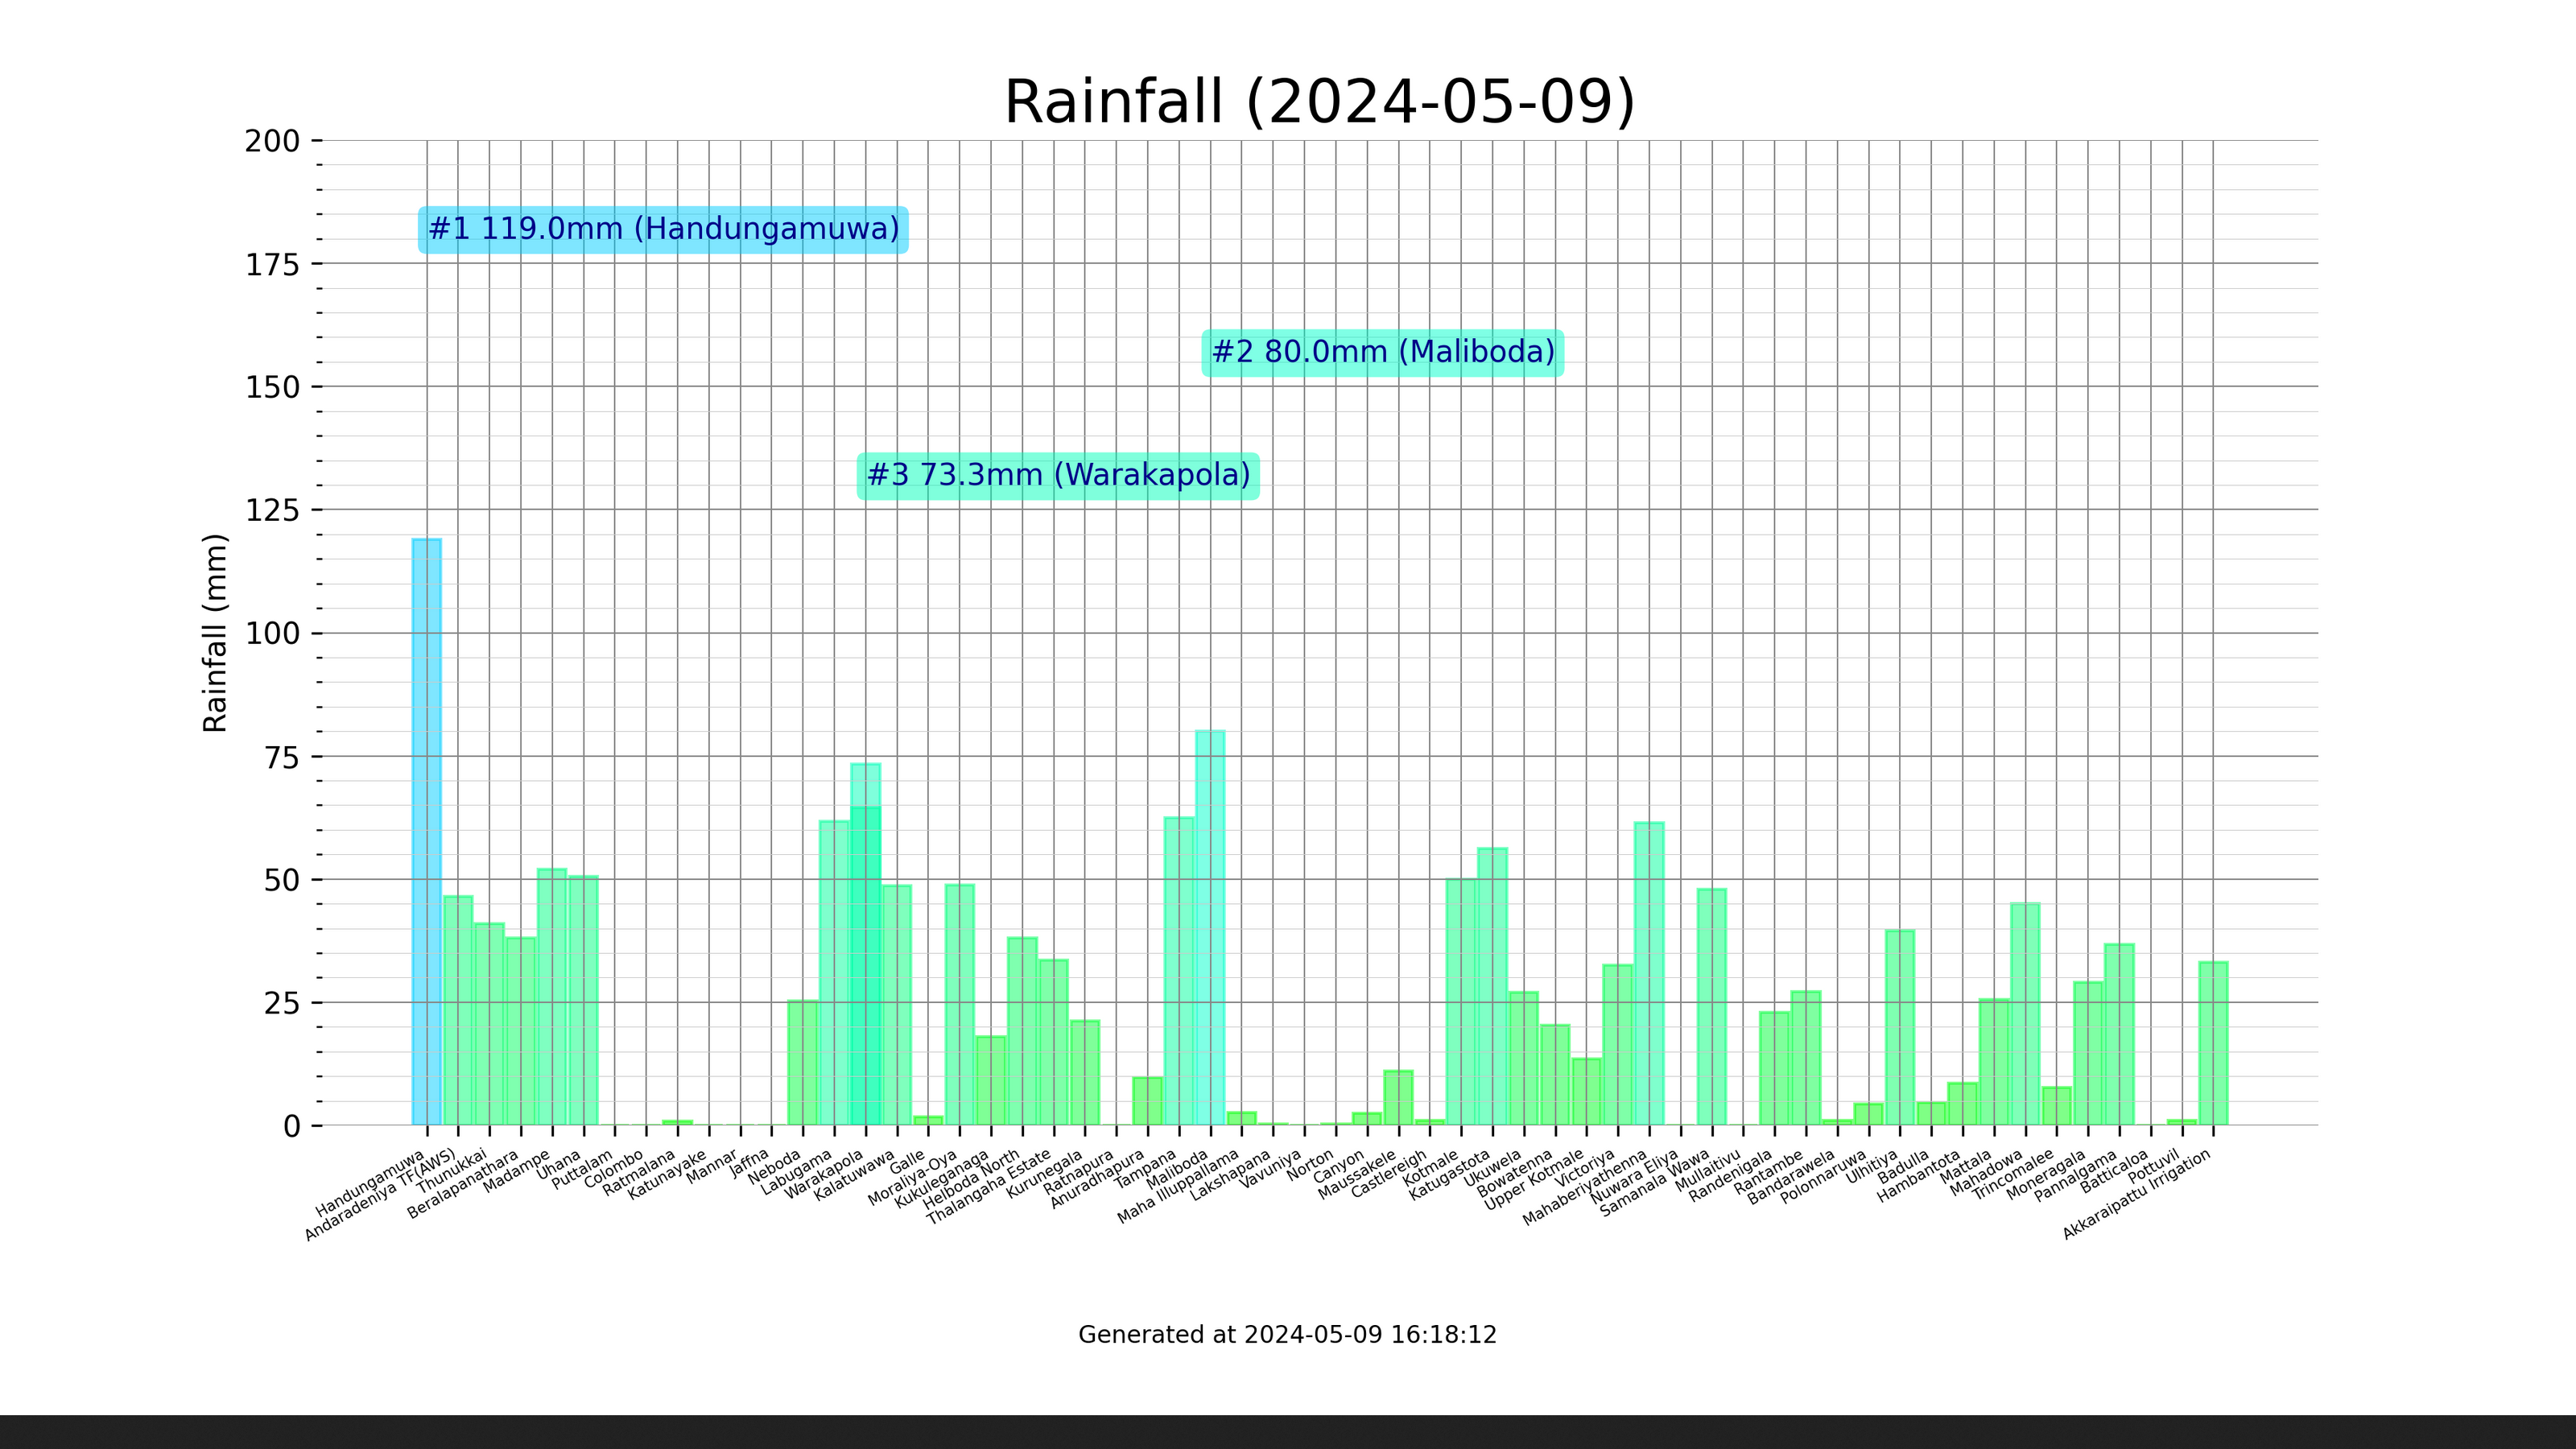 Rainfall (2024-05-09)
200
175
150
125
100
75
50
25
0
Rainfall (mm)
#1 119.0mm (Handungamuwa)
#2 80.0mm (Maliboda)
#3 73.3mm (Warakapola)
Handungamuwa
Andaradeniya TF(AWS)
Thunukkai
Beralapanathara
Madampe
Uhana
Puttalam
Colombo
Ratmalana
Katunayake
Mannar
Jaffna
Neboda
Labugama
Warakapola
Kalatuwawa
Galle
Moraliya-Oya
Kukuleganaga
Helboda North
Thalangaha Estate
Kurunegala
Ratnapura
Anuradhapura
Tampana
Maliboda
Maha Illuppallama
Lakshapana
Vavuniya
Norton
Canyon
Maussakele
Castlereigh
Kotmale
Katugastota
Ukuwela
Bowatenna
Upper Kotmale
Victoriya
Mahaberiyathenna
Nuwara Eliya
Samanala Wawa
Mullaitivu
Randenigala
Rantambe
Bandarawela
Polonnaruwa
Ulhitiya
Badulla
Hambantota
Mattala
Mahadowa
Trincomalee
Moneragala
Pannalgama
Batticaloa
Pottuvil
Akkaraipattu Irrigation
Generated at 2024-05-09 16:18:12